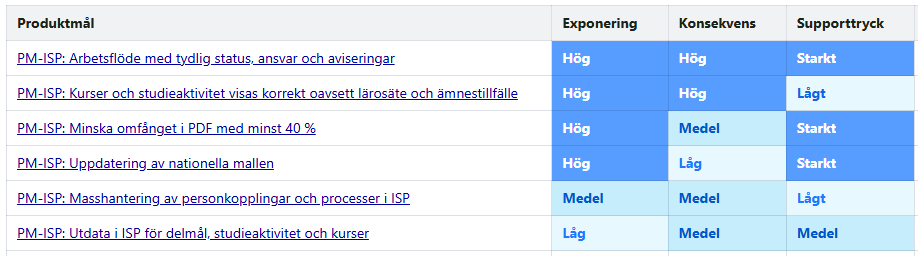 Produktmål Exponering Konsekvens Supporttryck
PM-ISP: Arbetsflöde med tydlig status, ansvar och aviseringar Hög Hög Starkt
PM-ISP: Kurser och studieaktivitet visas korrekt oavsett lärosäte och ämnestillfälle Hög Hög Lågt
PM-ISP: Minska omfånget i PDF med minst 40 % Hög Medel Starkt
PM-ISP: Uppdatering av nationella mallen Hög Låg Starkt
PM-ISP: Masshantering av personkopplingar och processer i ISP Medel Medel Lågt
PM-ISP: Utdata i ISP för delmål, studieaktivitet och kurser Låg Medel Medel